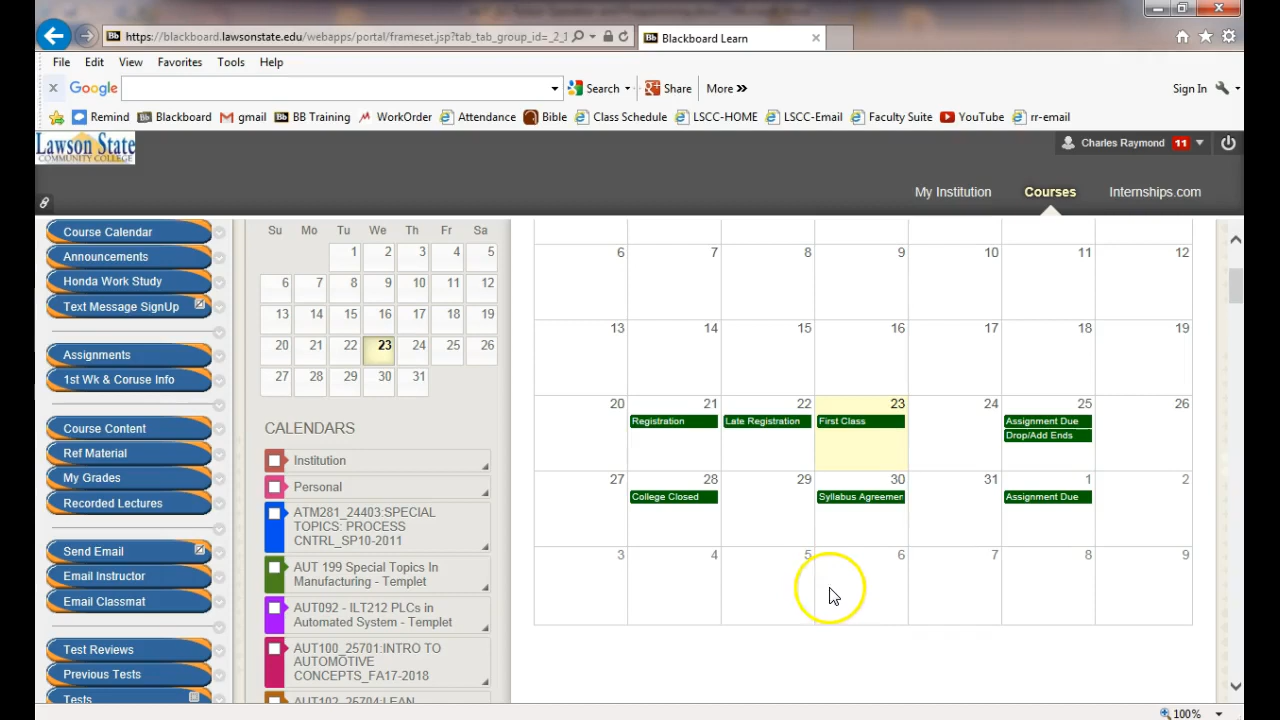 https://blackboard.lawsonstate.edu/webapps/portal/frameset.jsp?tab_tab_group_id=_2_1
Bb Blackboard Learn
File Edit View Favorites Tools Help
x Google Search Share More » Sign In
Remind Bb Blackboard gmail Bb BB Training WorkOrder Attendance Bible Class Schedule LSCC-HOME LSCC-Email Faculty Suite YouTube rr-email
Lawson State
COMMUNITY COLLEGE
Charles Raymond 11
My Institution Courses Internships.com
Course Calendar
Announcements
Honda Work Study
Text Message SignUp
Assignments
1st Wk & Coruse Info
Course Content
Ref Material
My Grades
Recorded Lectures
Send Email
Email Instructor
Email Classmat
Test Reviews
Previous Tests
Tests
Su Mo Tu We Th Fr Sa
1 2 3 4 5
6 7 8 9 10 11 12
13 14 15 16 17 18 19
20 21 22 23 24 25 26
27 28 29 30 31
CALENDARS
Institution
Personal
ATM281_24403:SPECIAL
TOPICS: PROCESS
CNTRL_SP10-2011
AUT 199 Special Topics In
Manufacturing - Templet
AUT092 - ILT212 PLCs in
Automated System - Templet
AUT100_25701:INTRO TO
AUTOMOTIVE
CONCEPTS_FA17-2018
AUT102_25704:LEAN
6 7 8 9 10 11 12
13 14 15 16 17 18 19
20 21 22 23 24 25 26
Registration Late Registration First Class Assignment Due
Drop/Add Ends
27 28 29 30 31 1 2
College Closed Syllabus Agreemer Assignment Due
3 4 5 6 7 8 9
100%